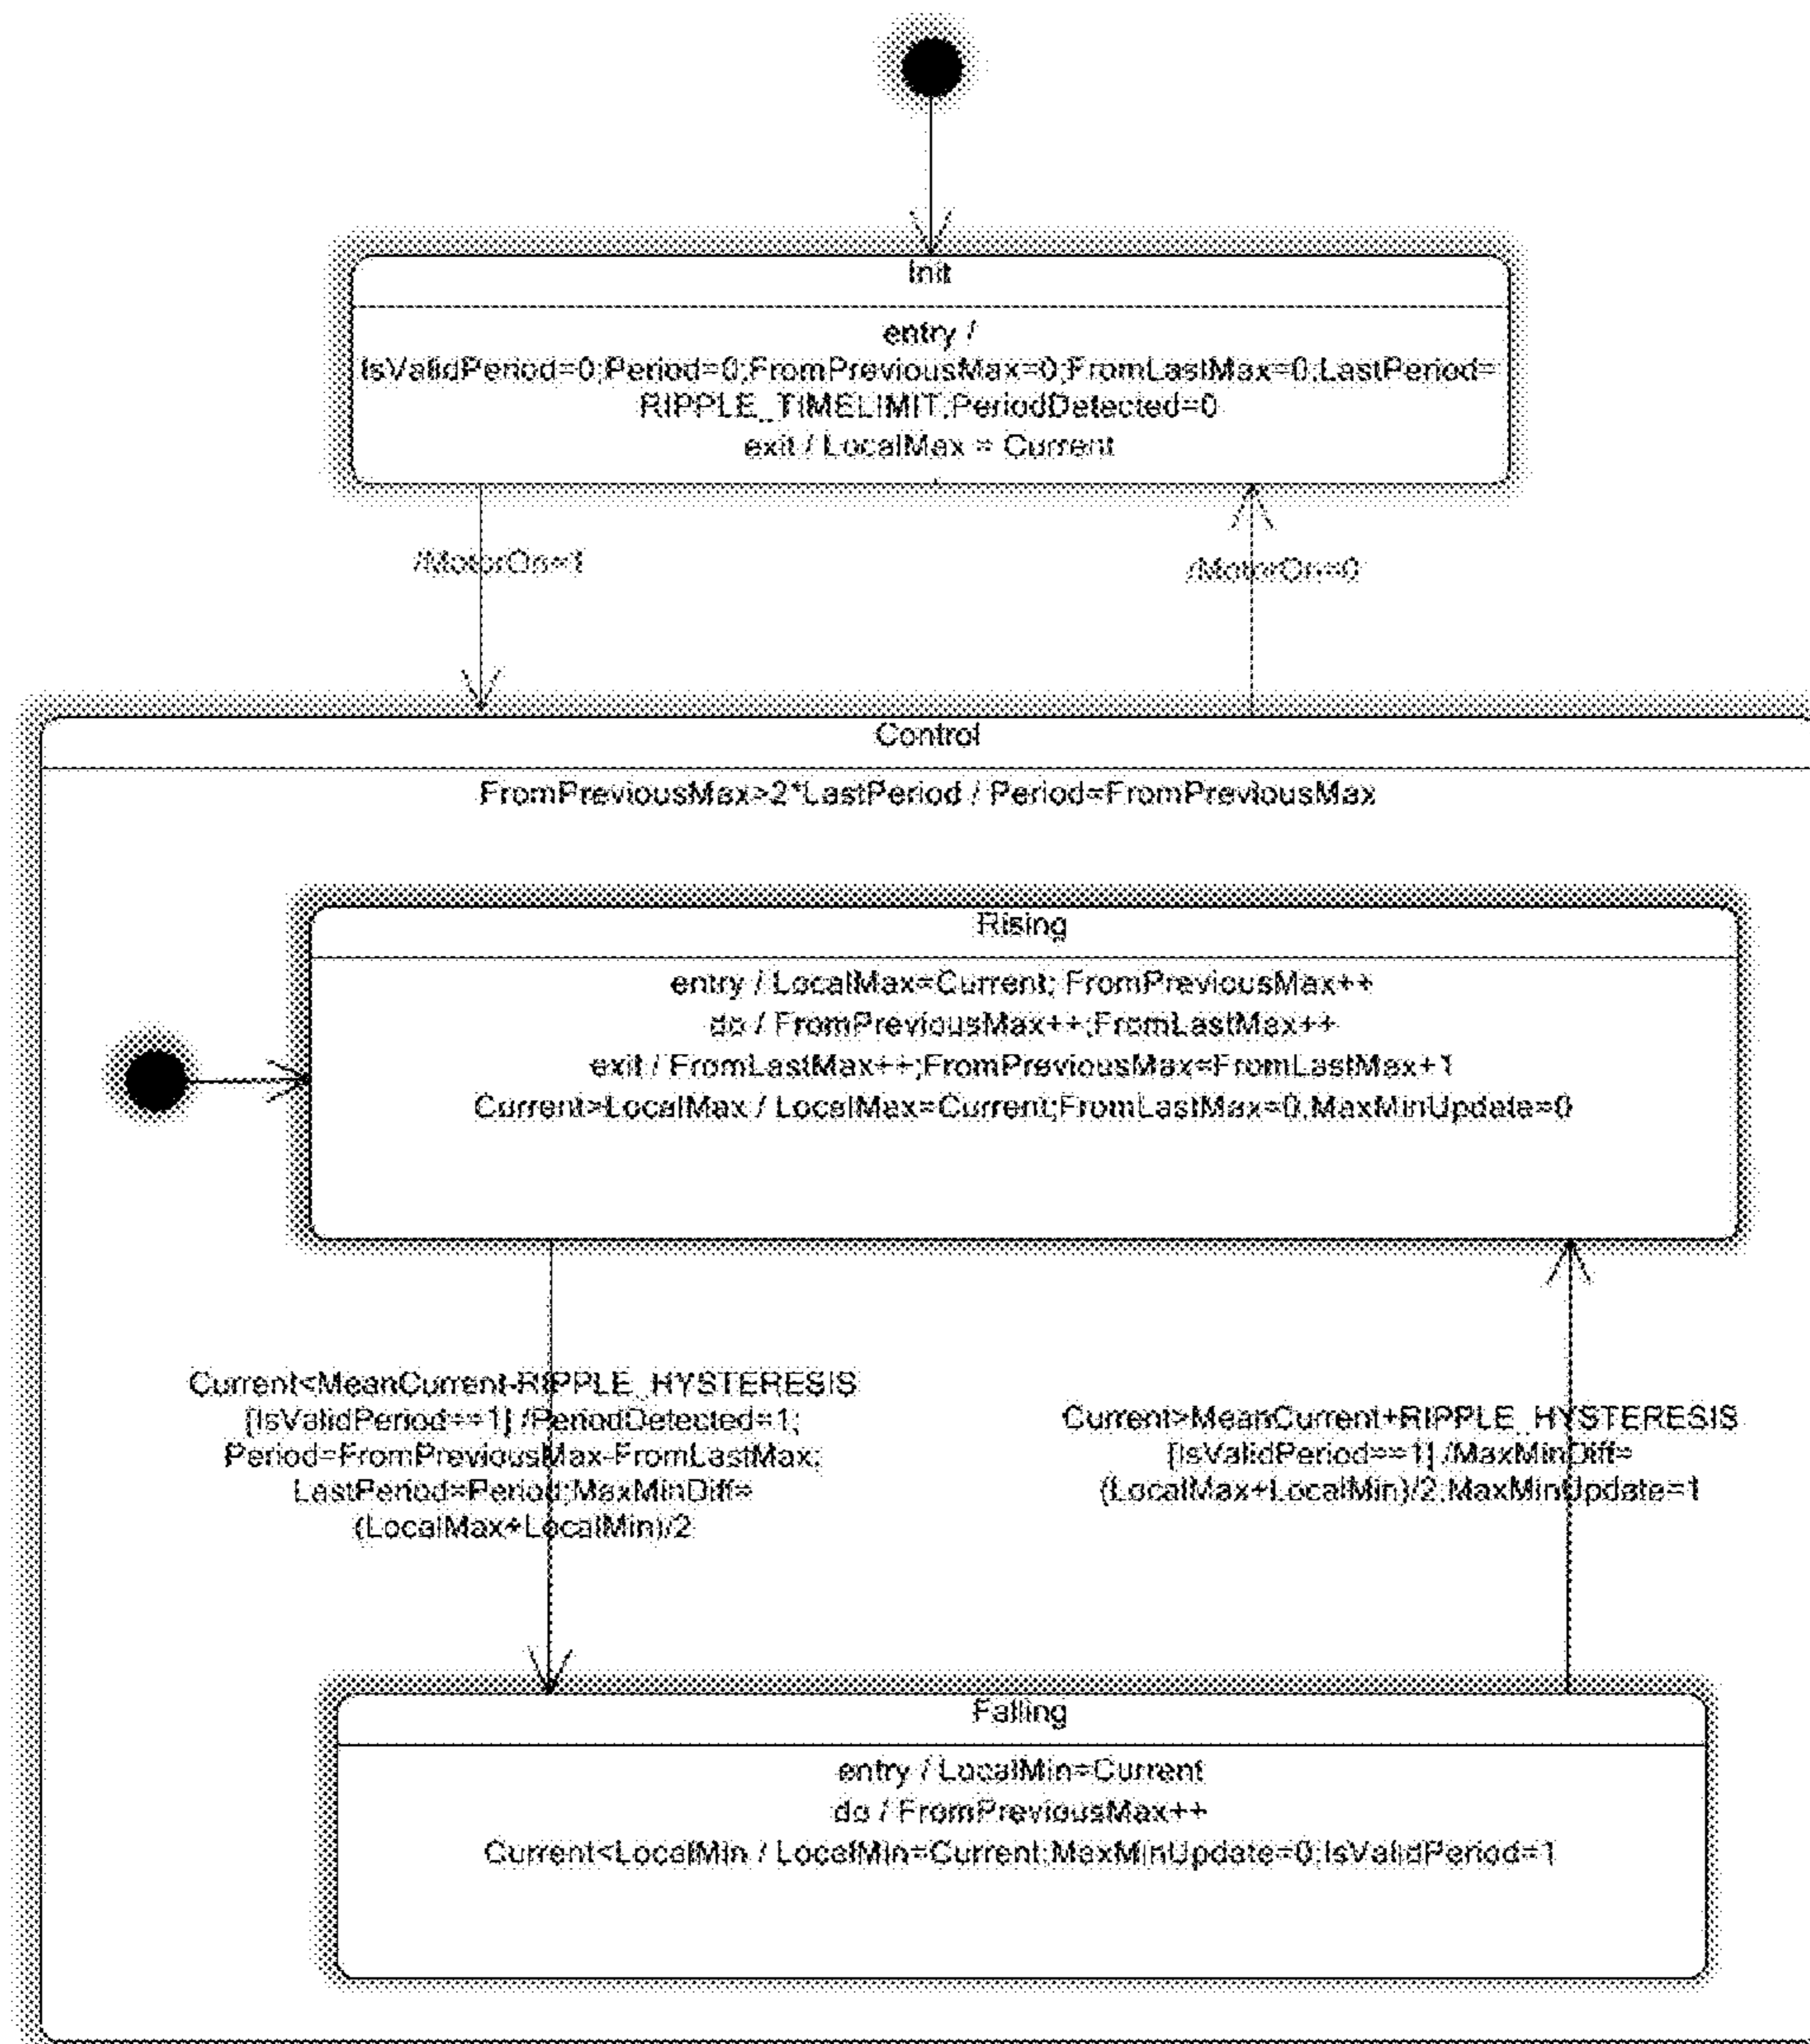 Init
entry /
IsValidPeriod=0;Period=0;FromPreviousMax=0;FromLastMax=0;LastPeriod=
RIPPLE_TIMELIMIT;PeriodDetected=0
exit / LocalMax = Current
/MotorOn=1
/MotorOn=0
Control
FromPreviousMax>2*LastPeriod / Period=FromPreviousMax
Rising
entry / LocalMax=Current; FromPreviousMax++
do / FromPreviousMax++;FromLastMax++
exit / FromLastMax++;FromPreviousMax=FromLastMax+1
Current>LocalMax / LocalMax=Current;FromLastMax=0;MaxMinUpdate=0
Current<MeanCurrent-RIPPLE_HYSTERESIS
[IsValidPeriod==1] /PeriodDetected=1;
Period=FromPreviousMax-FromLastMax;
LastPeriod=Period;MaxMinDiff=
(LocalMax+LocalMin)/2
Current>MeanCurrent+RIPPLE_HYSTERESIS
[IsValidPeriod==1] /MaxMinDiff=
(LocalMax+LocalMin)/2;MaxMinUpdate=1
Falling
entry / LocalMin=Current
do / FromPreviousMax++
Current<LocalMin / LocalMin=Current;MaxMinUpdate=0;IsValidPeriod=1